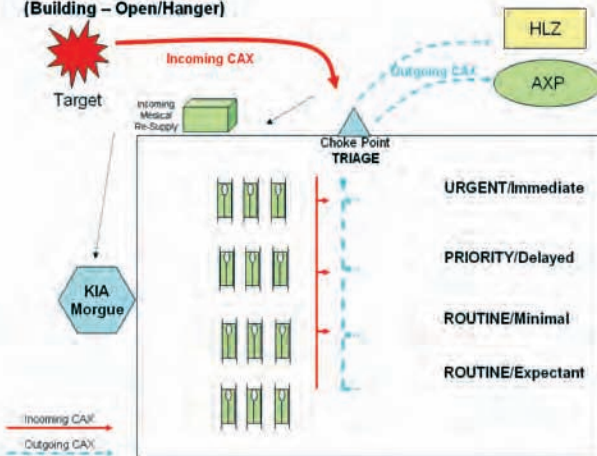 (Building – Open/Hanger)
HLZ
Incoming CAX
Outgoing CAX
AXP
Target
Incoming
Medical
Re-Supply
Choke Point
TRIAGE
URGENT/Immediate
PRIORITY/Delayed
KIA
Morgue
ROUTINE/Minimal
ROUTINE/Expectant
Incoming CAX
Outgoing CAX